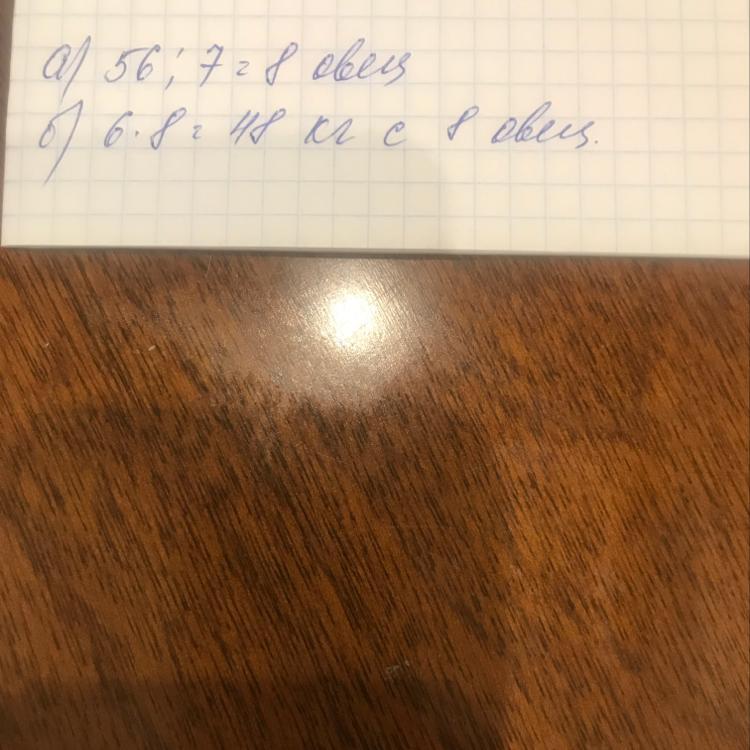 а) 56 : 7 = 8 овец
б) 6 · 8 = 48 кг с 8 овец.